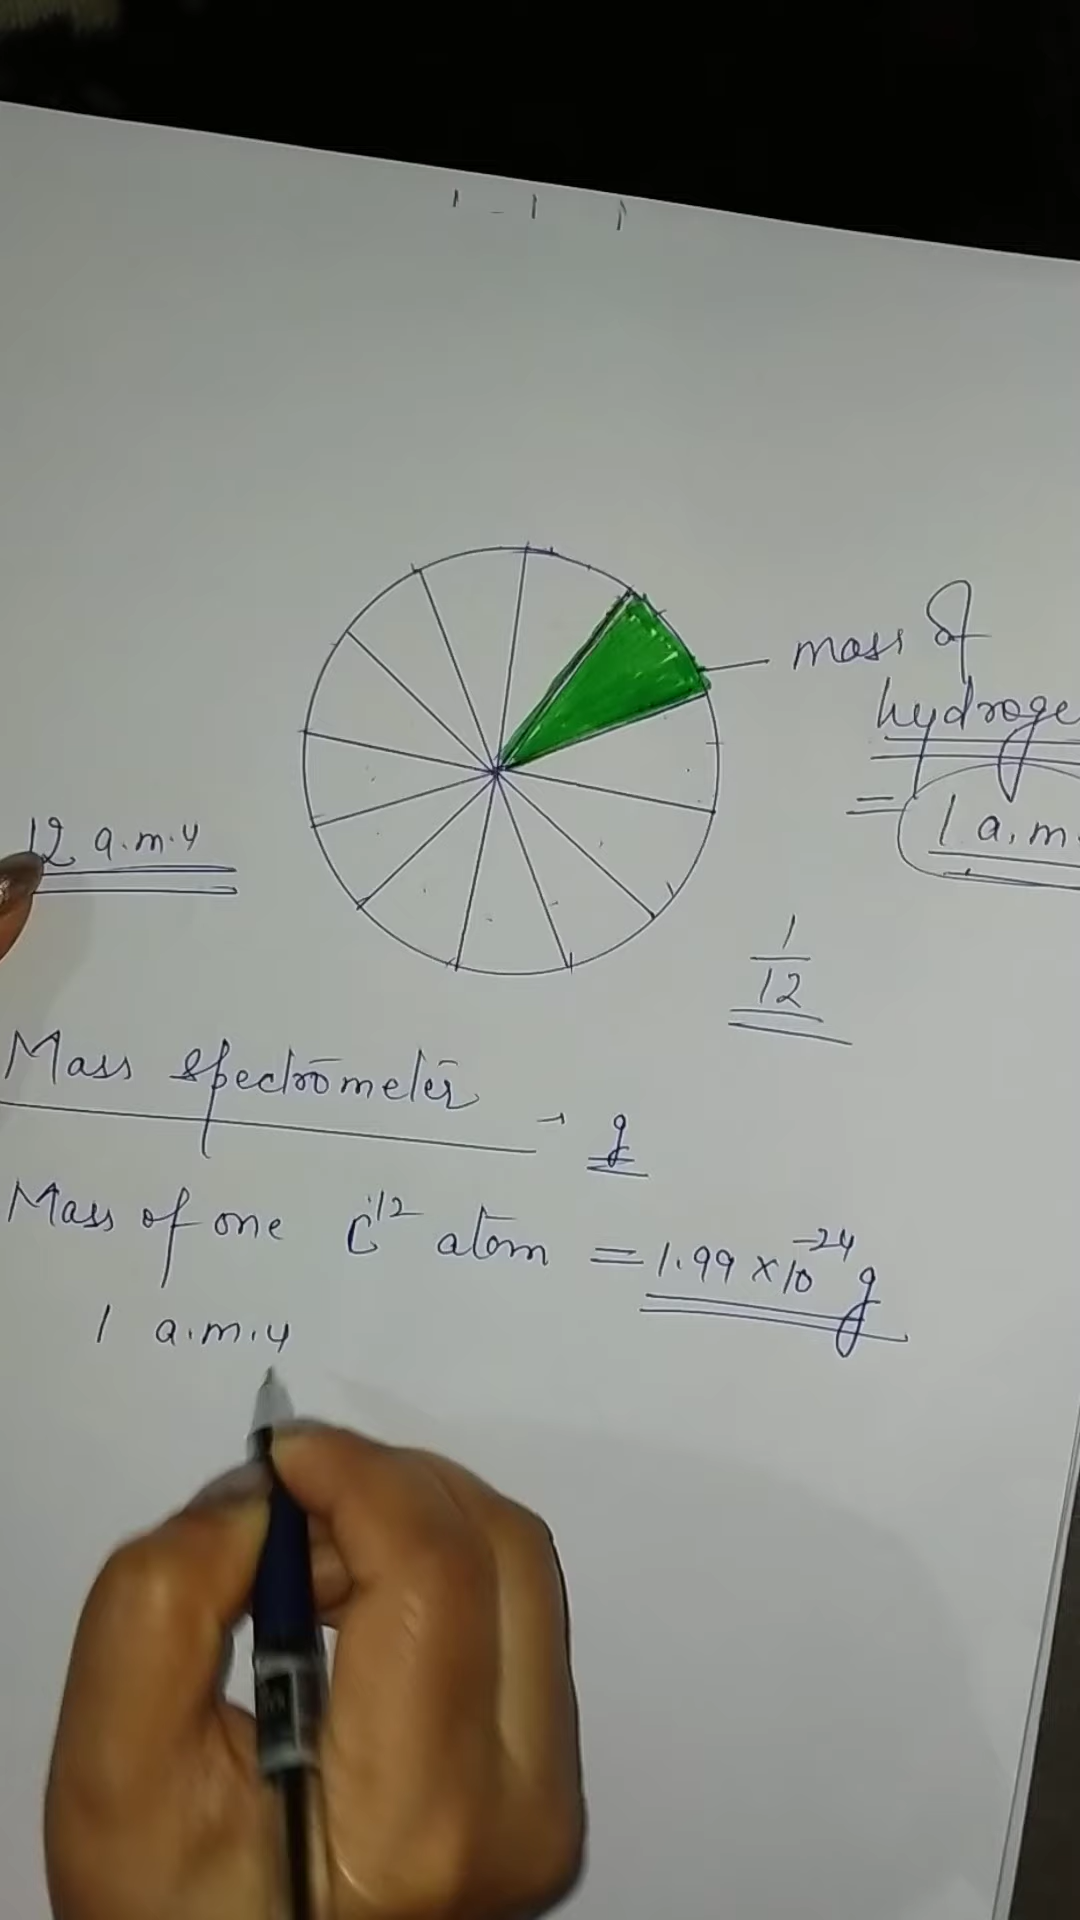 mass of
hydroge
= 1 a.m.
12 a.m.u
1
12
Mass spectrometer → g
Mass of one C¹² atom = 1.99 × 10⁻²⁴ g
1 a.m.u